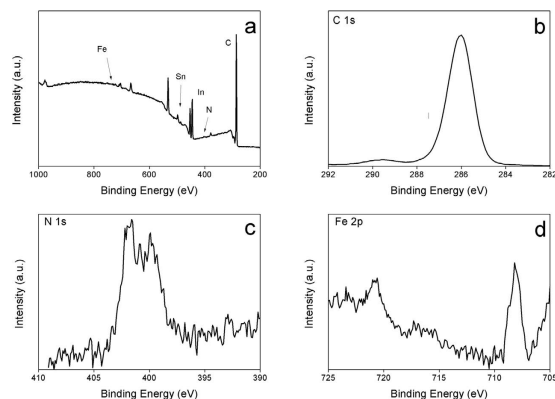 a
Fe
Sn
In
N
C
Intensity (a.u.)
1000 800 600 400 200
Binding Energy (eV)
C 1s
b
Intensity (a.u.)
292 290 288 286 284 282
Binding Energy (eV)
N 1s
c
Intensity (a.u.)
410 405 400 395 390
Binding Energy (eV)
Fe 2p
d
Intensity (a.u.)
725 720 715 710 705
Binding Energy (eV)